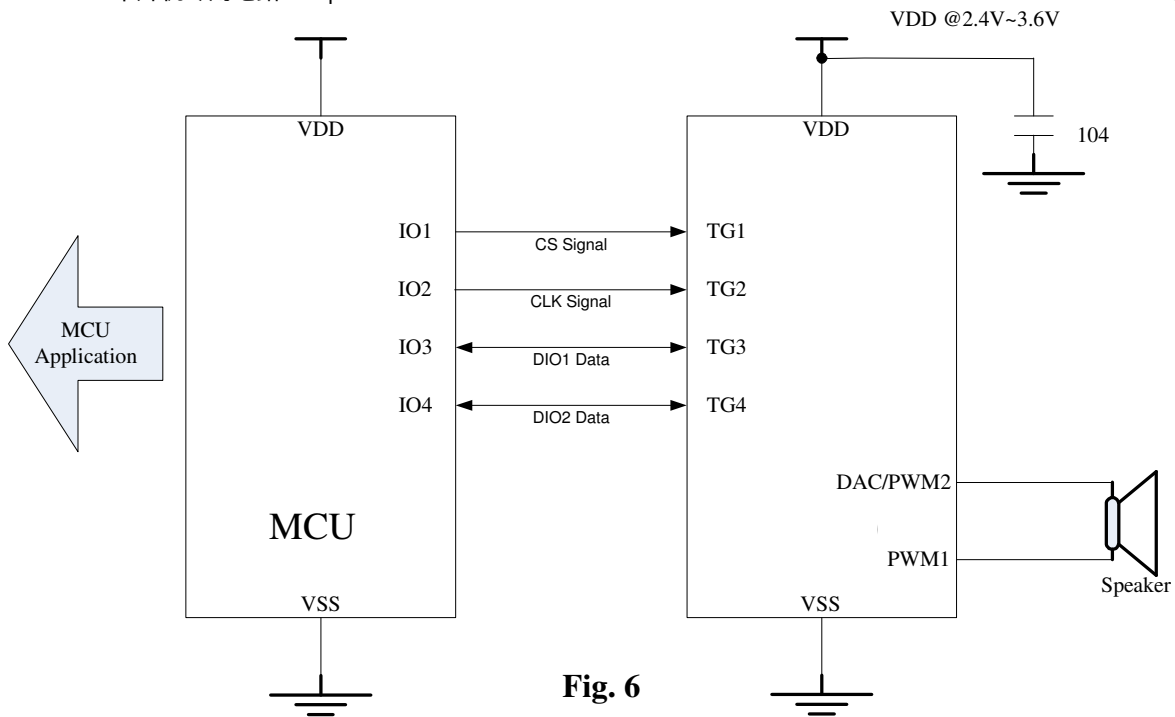 VDD @2.4V~3.6V
VDD
VDD
104
IO1
CS Signal
TG1
IO2
CLK Signal
TG2
MCU
Application
IO3
DIO1 Data
TG3
IO4
DIO2 Data
TG4
DAC/PWM2
MCU
PWM1
Speaker
VSS
VSS
Fig. 6